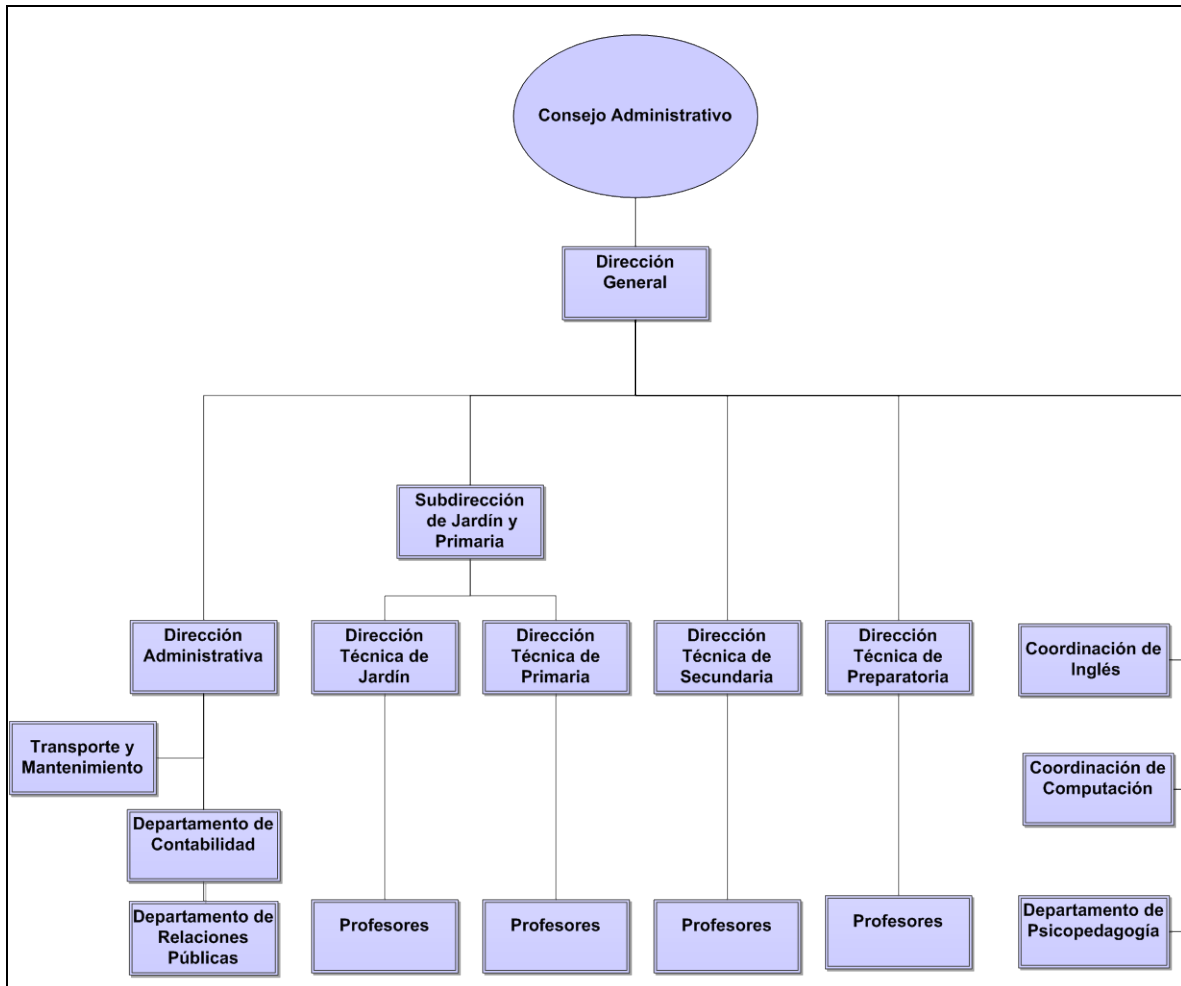 Consejo Administrativo
Dirección
General
Subdirección
de Jardín y
Primaria
Dirección
Administrativa
Dirección
Técnica de
Jardín
Dirección
Técnica de
Primaria
Dirección
Técnica de
Secundaria
Dirección
Técnica de
Preparatoria
Coordinación de
Inglés
Transporte y
Mantenimiento
Coordinación de
Computación
Departamento de
Contabilidad
Departamento de
Relaciones
Públicas
Profesores
Profesores
Profesores
Profesores
Departamento de
Psicopedagogía